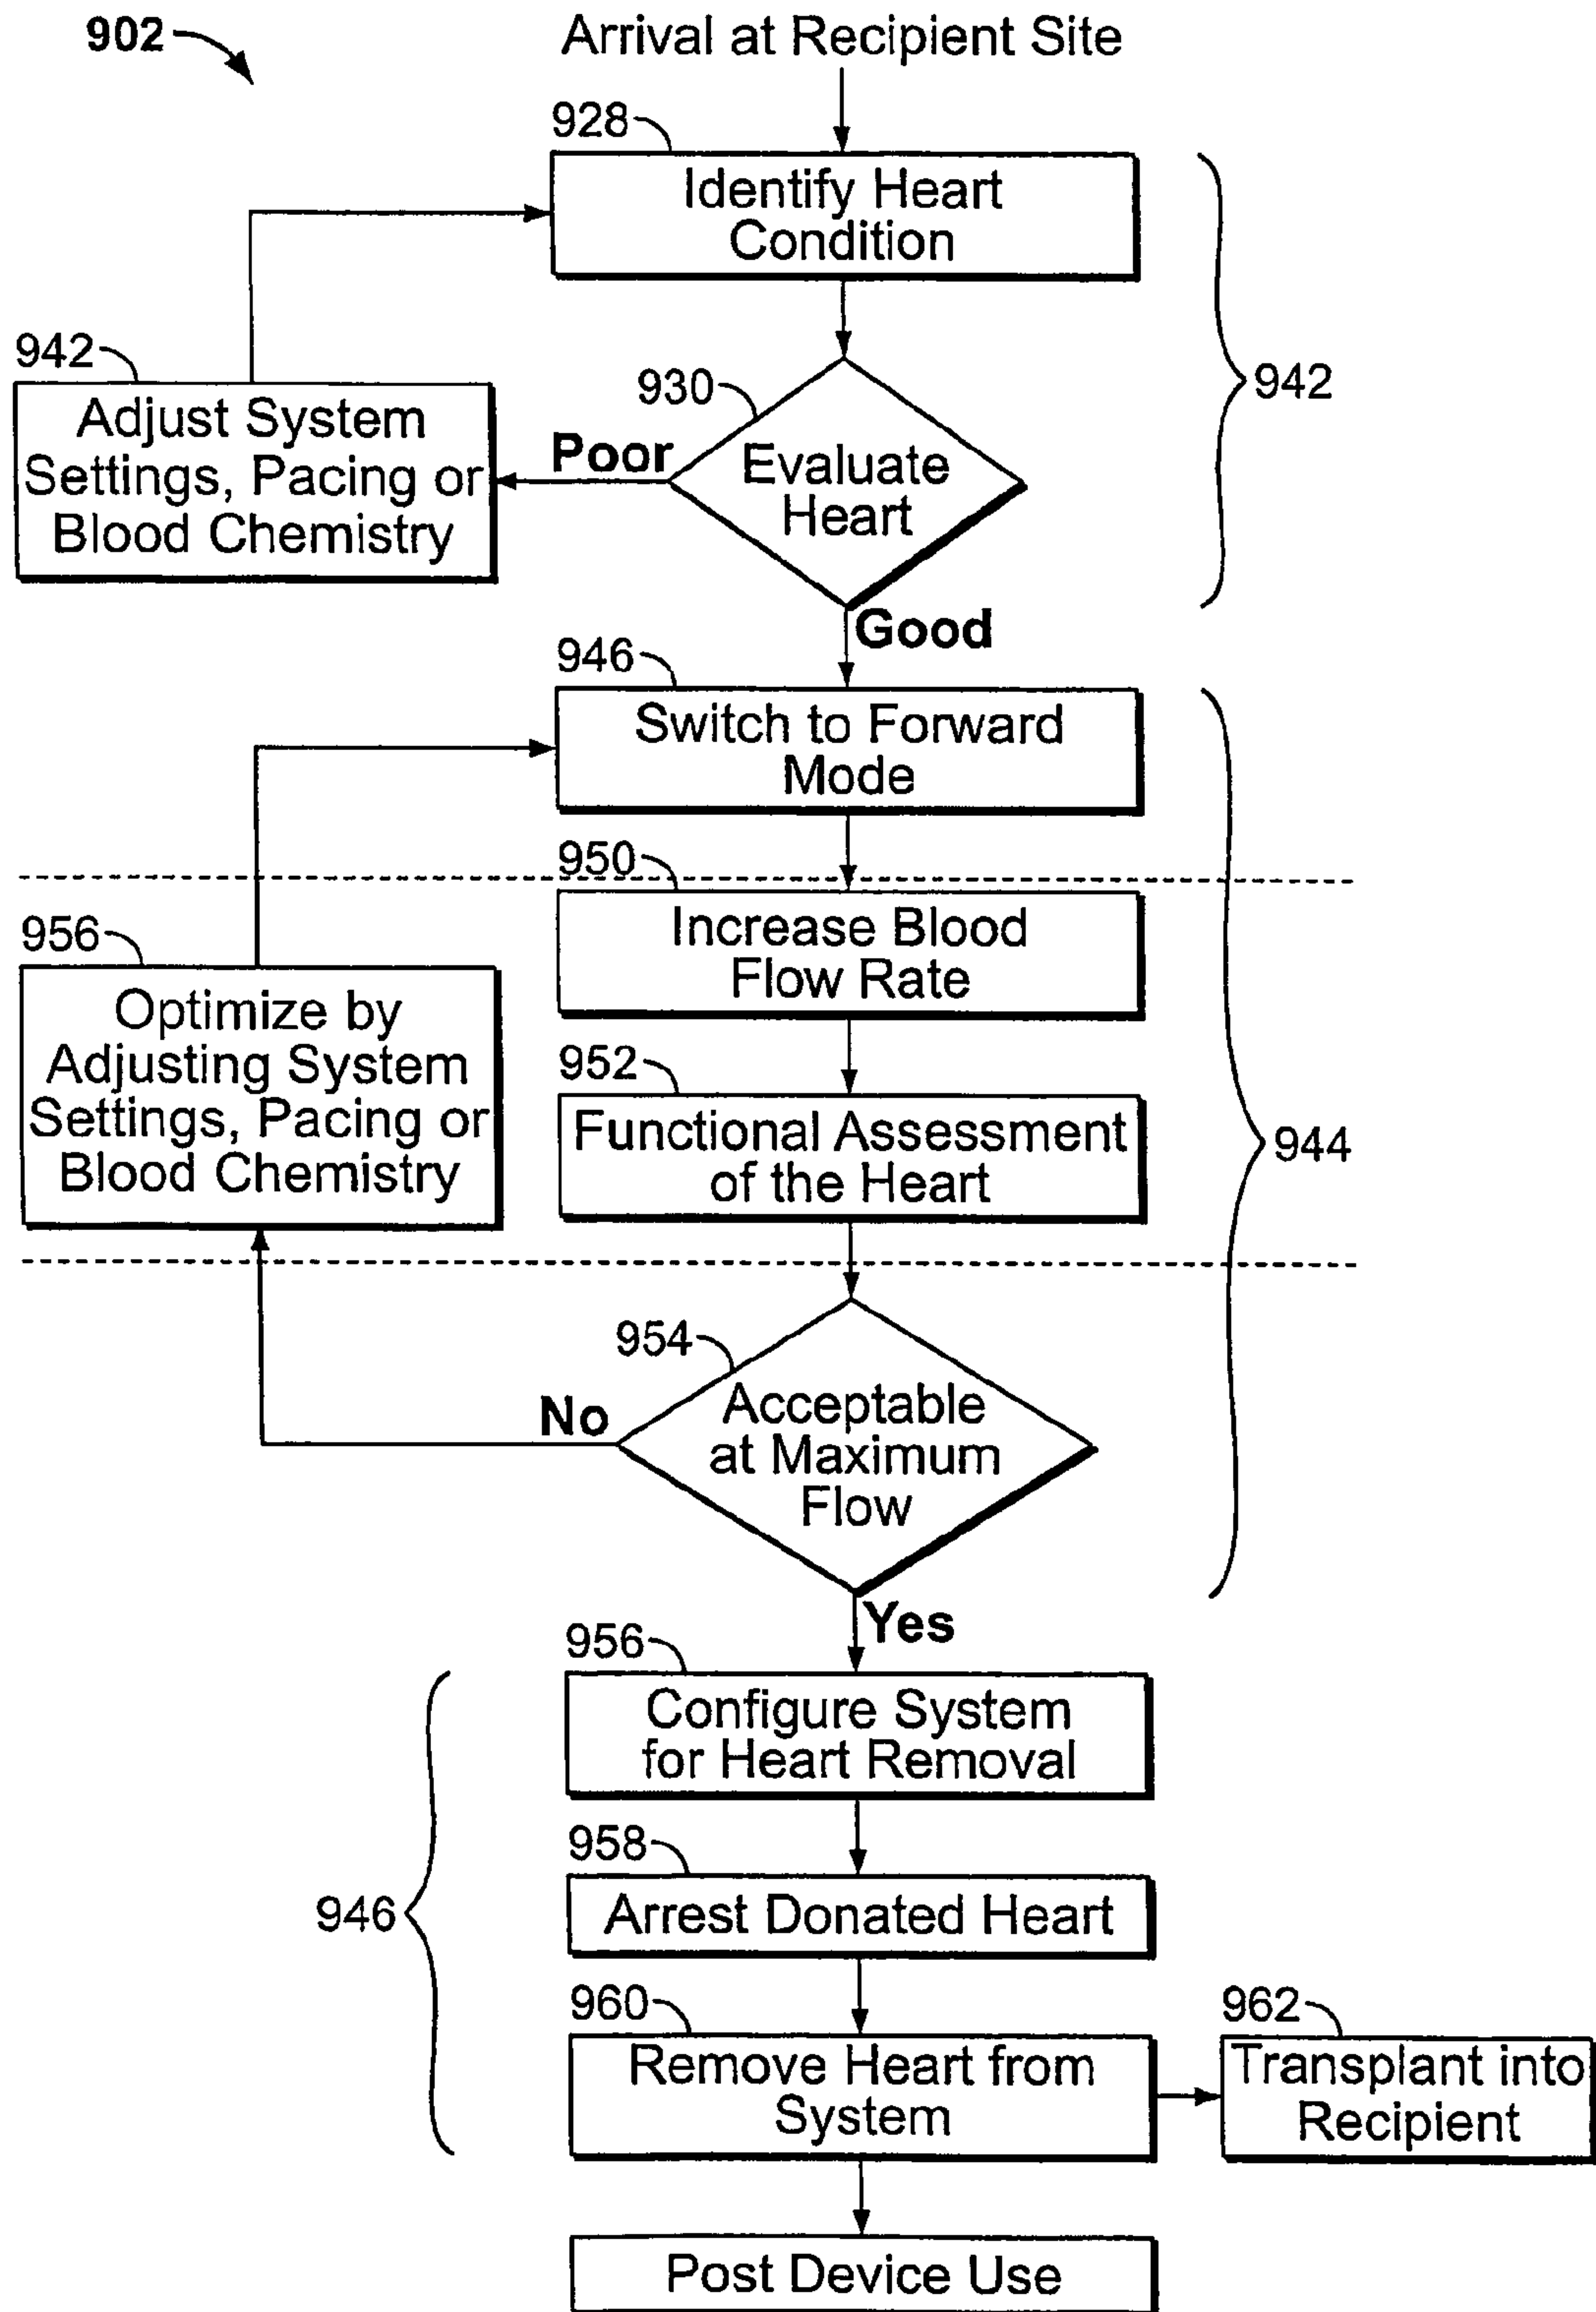 902
Arrival at Recipient Site
928
Identify Heart
Condition
942
Adjust System
Settings, Pacing or
Blood Chemistry
930
Poor
Evaluate
Heart
942
Good
946
Switch to Forward
Mode
950
Increase Blood
Flow Rate
956
Optimize by
Adjusting System
Settings, Pacing or
Blood Chemistry
952
Functional Assessment
of the Heart
944
954
No
Acceptable
at Maximum
Flow
Yes
956
Configure System
for Heart Removal
958
Arrest Donated Heart
946
960
Remove Heart from
System
962
Transplant into
Recipient
Post Device Use